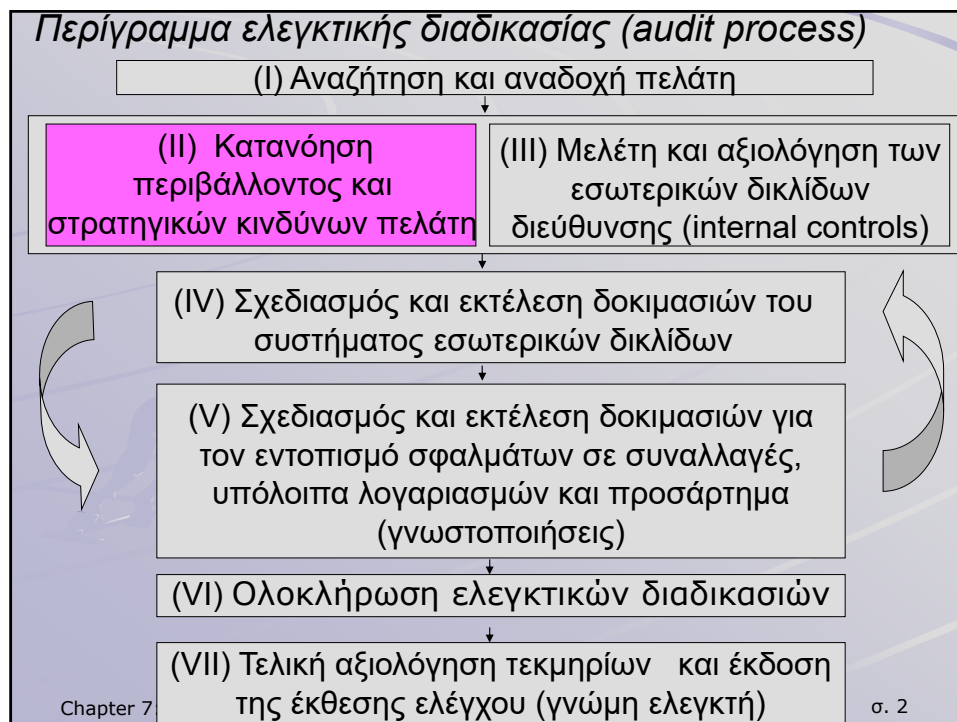 Περίγραμμα ελεγκτικής διαδικασίας (audit process)
(I) Αναζήτηση και αναδοχή πελάτη
(II) Κατανόηση
περιβάλλοντος και
στρατηγικών κινδύνων πελάτη
(III) Μελέτη και αξιολόγηση των
εσωτερικών δικλίδων
διεύθυνσης (internal controls)
(IV) Σχεδιασμός και εκτέλεση δοκιμασιών του
συστήματος εσωτερικών δικλίδων
(V) Σχεδιασμός και εκτέλεση δοκιμασιών για
τον εντοπισμό σφαλμάτων σε συναλλαγές,
υπόλοιπα λογαριασμών και προσάρτημα
(γνωστοποιήσεις)
(VI) Ολοκλήρωση ελεγκτικών διαδικασιών
(VII) Τελική αξιολόγηση τεκμηρίων και έκδοση
της έκθεσης ελέγχου (γνώμη ελεγκτή)
Chapter 7:
σ. 2